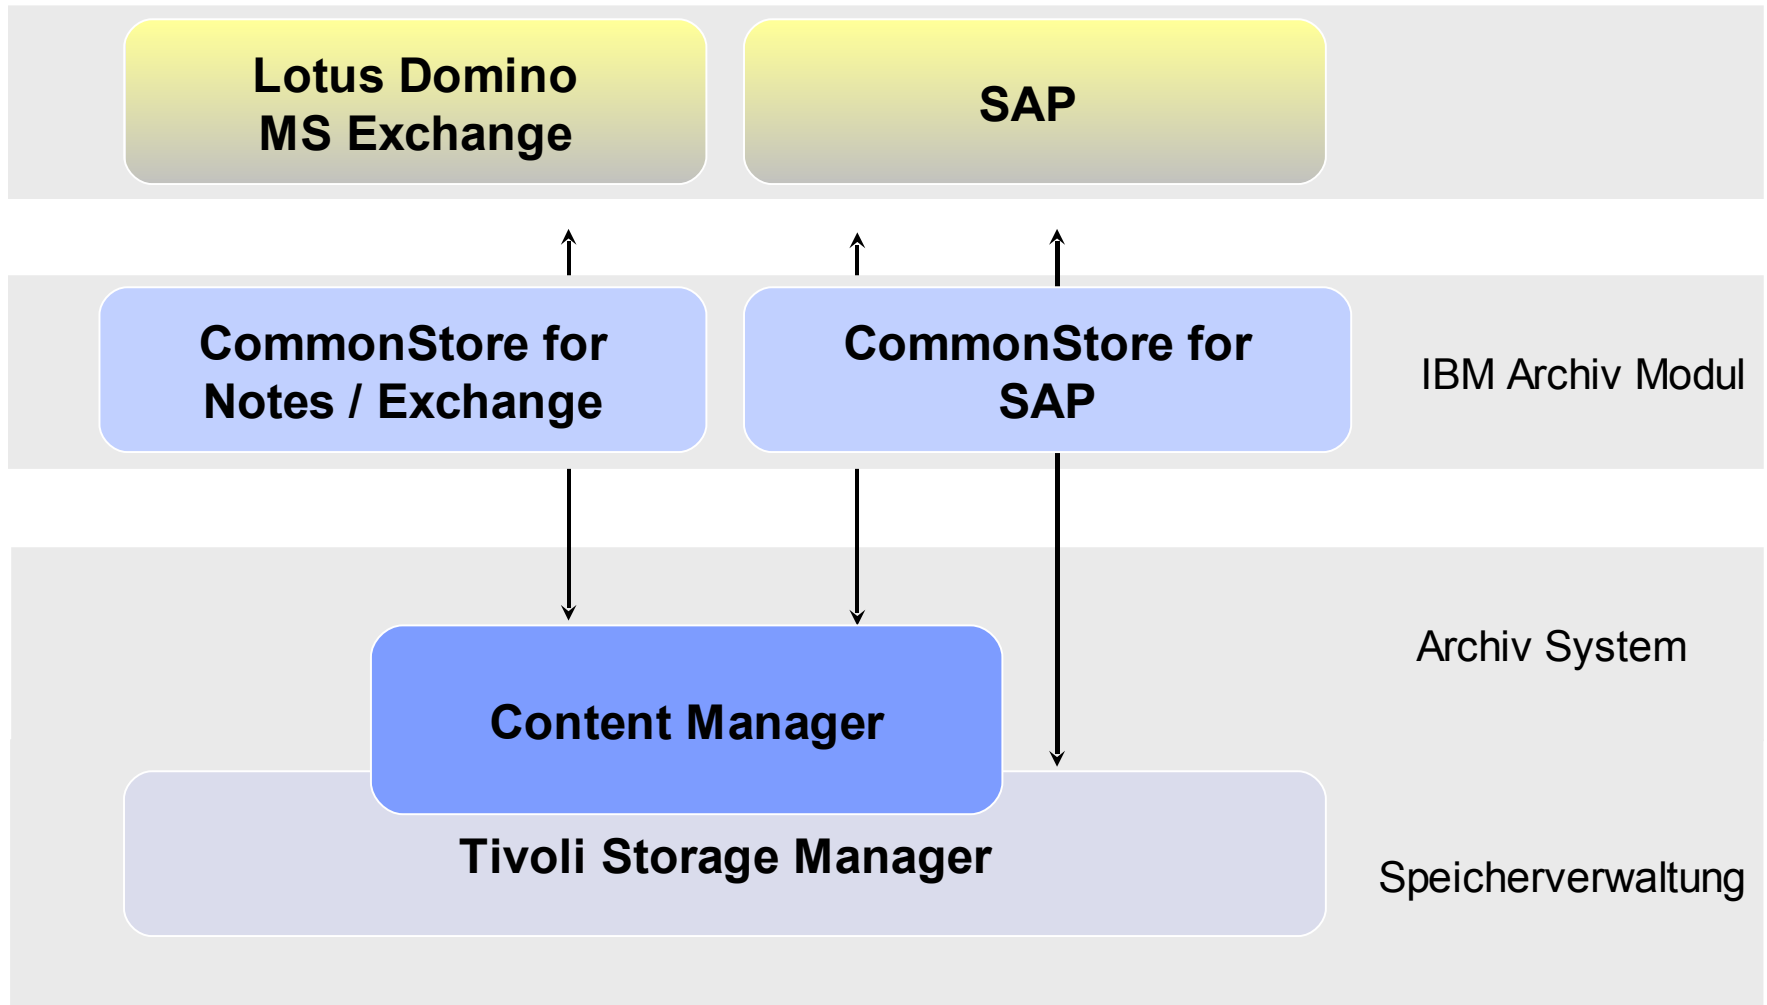 Lotus Domino
MS Exchange
SAP
CommonStore for
Notes / Exchange
CommonStore for
SAP
IBM Archiv Modul
Archiv System
Content Manager
Tivoli Storage Manager
Speicherverwaltung